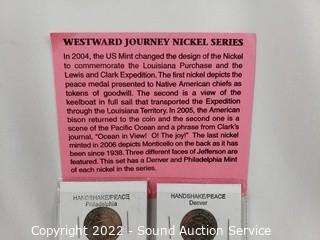 WESTWARD JOURNEY NICKEL SERIES
In 2004, the US Mint changed the design of the Nickel
to commemorate the Louisiana Purchase and the
Lewis and Clark Expedition. The first nickel depicts the
peace medal presented to Native American chiefs as
tokens of goodwill. The second is a view of the
keelboat in full sail that transported the Expedition
through the Louisiana Territory. In 2005, the American
bison returned to the coin and the second one is a
scene of the Pacific Ocean and a phrase from Clark's
journal, "Ocean in View! O! The joy!" The last nickel
minted in 2006 depicts Monticello on the back as it has
been since 1938. Three different faces of Jefferson are
featured. This set has a Denver and Philadelphia Mint
of each nickel in the series.
HANDSHAKE/PEACE
Philadelphia
HANDSHAKE/PEACE
Denver
Copyright 2022 - AuctionOhio.com